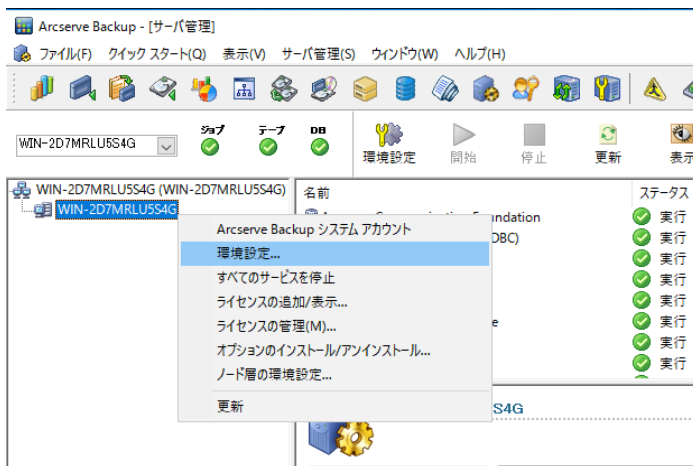 Arcserve Backup - [サーバ管理]
ファイル(F) クイック スタート(Q) 表示(V) サーバ管理(S) ウィンドウ(W) ヘルプ(H)
WIN-2D7MRLU5S4G
ジョブ テープ DB
環境設定 開始 停止 更新 表示
WIN-2D7MRLU5S4G (WIN-2D7MRLU5S4G)
WIN-2D7MRLU5S4G
名前 ステータス
実行
DBC) 実行
実行
実行
実行
実行
実行
実行
Arcserve Backup システム アカウント
環境設定...
すべてのサービスを停止
ライセンスの追加/表示...
ライセンスの管理(M)...
オプションのインストール/アンインストール...
ノード層の環境設定...
更新
S4G